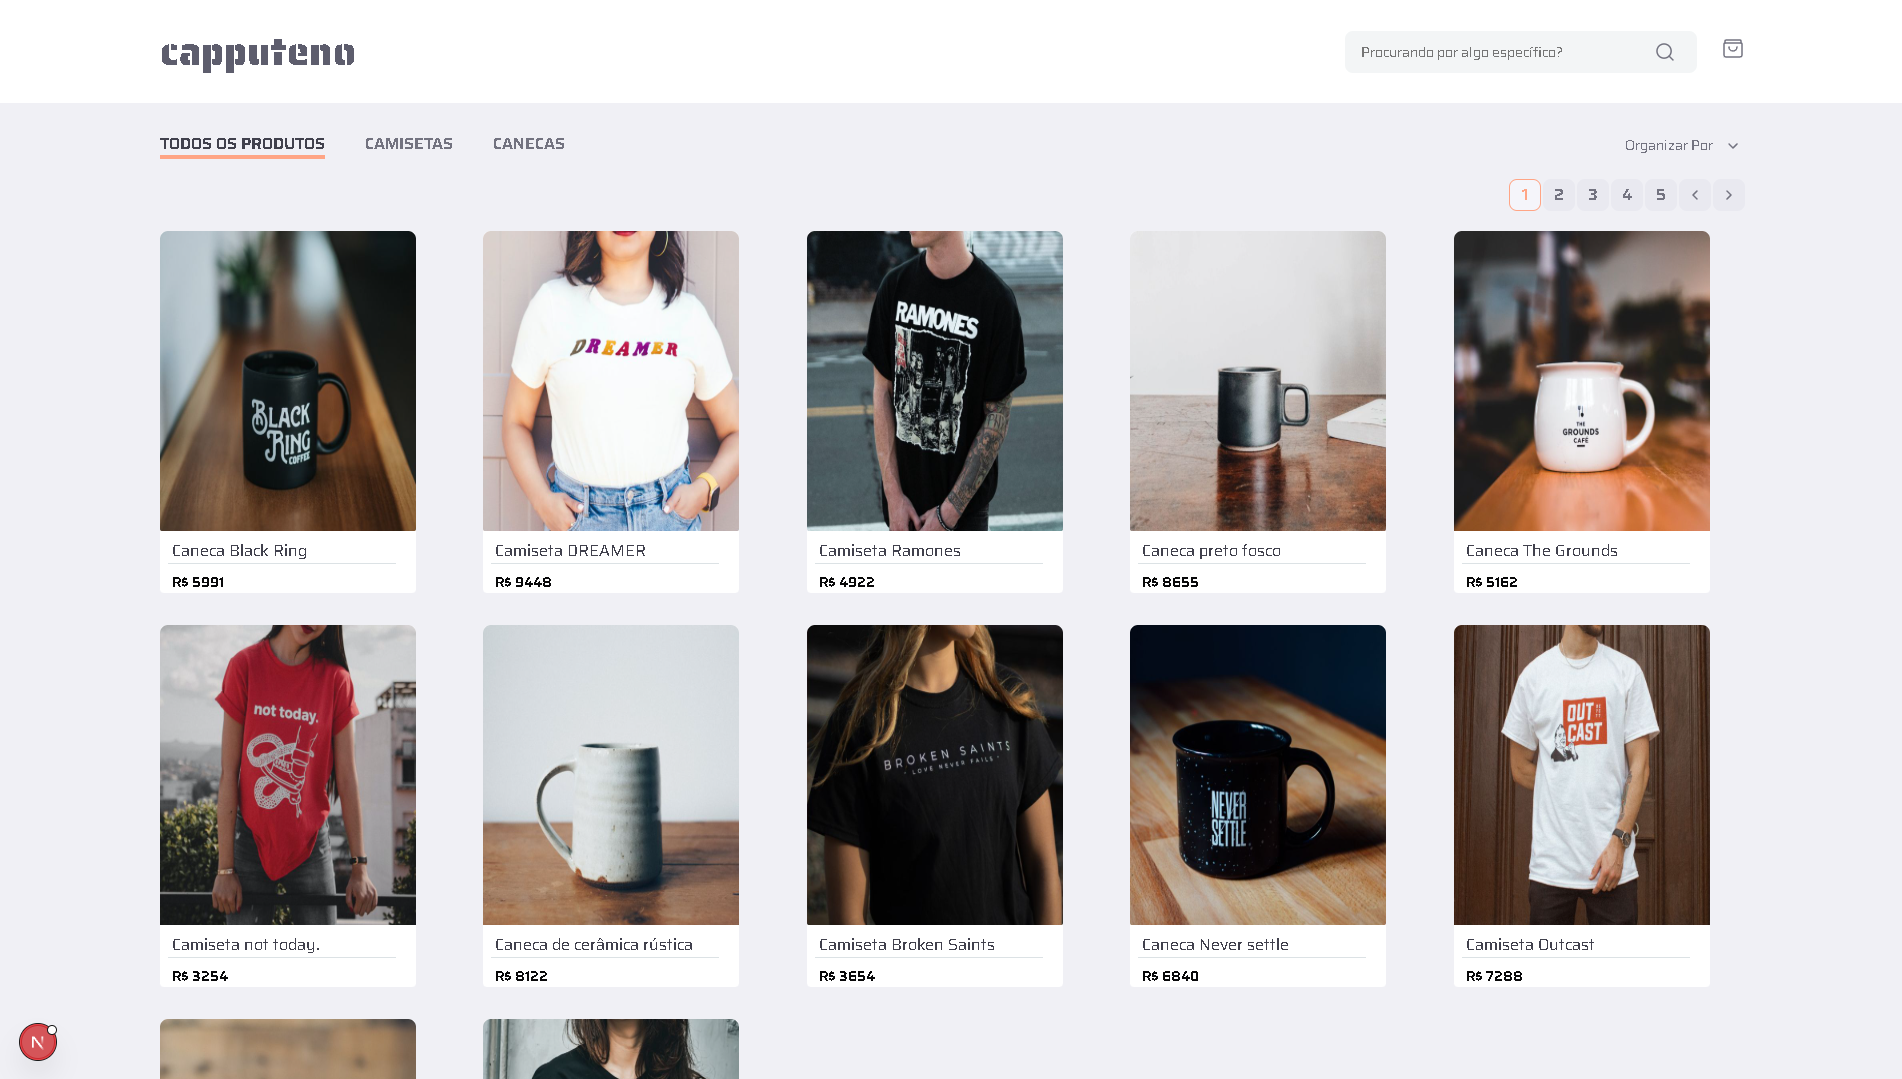 capputeno
Procurando por algo específico?
TODOS OS PRODUTOS CAMISETAS CANECAS
Organizar Por
1 2 3 4 5
BLACK
RING
COFFEE
DREAMER
RAMONES
THE
GROUNDS
CAFE
Caneca Black Ring
R$ 5991
Camiseta DREAMER
R$ 9448
Camiseta Ramones
R$ 4922
Caneca preto fosco
R$ 8655
Caneca The Grounds
R$ 5162
not today.
BROKEN SAINTS
- LOVE NEVER FAILS -
NEVER
SETTLE
OUT
CAST
Camiseta not today.
R$ 3254
Caneca de cerâmica rústica
R$ 8122
Camiseta Broken Saints
R$ 3654
Caneca Never settle
R$ 6840
Camiseta Outcast
R$ 7288
N